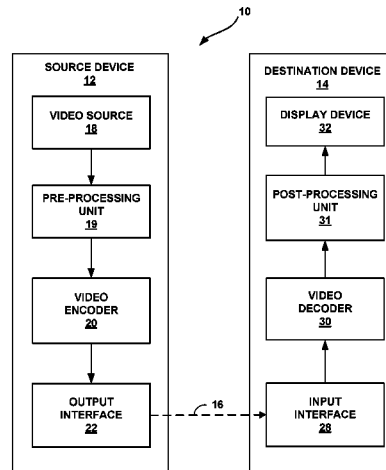 10
SOURCE DEVICE
12
VIDEO SOURCE
18
PRE-PROCESSING
UNIT
19
VIDEO
ENCODER
20
OUTPUT
INTERFACE
22
16
DESTINATION DEVICE
14
DISPLAY DEVICE
32
POST-PROCESSING
UNIT
31
VIDEO
DECODER
30
INPUT
INTERFACE
28